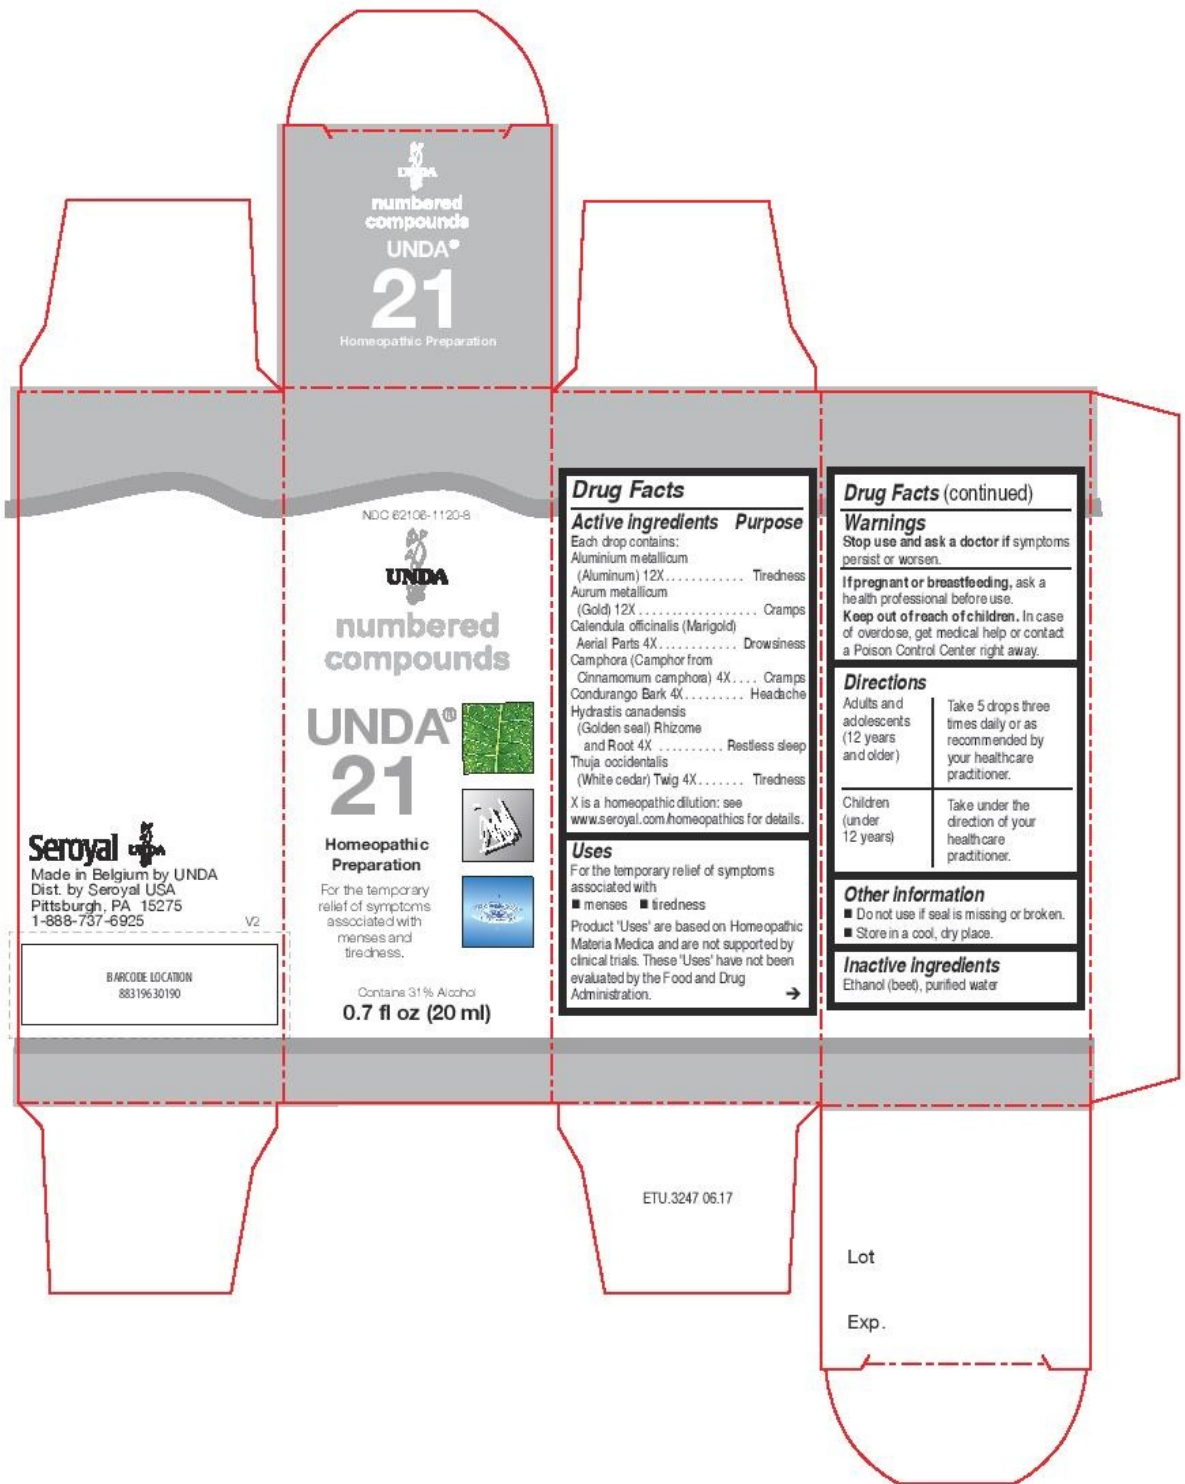 UNDA
numbered
compounds
UNDA®
21
Homeopathic Preparation
Seroyal UNDA
Made in Belgium by UNDA
Dist. by Seroyal USA
Pittsburgh, PA 15275
1-888-737-6925 V2
BARCODE LOCATION
88319630190
NDC 62106-1120-8
UNDA
numbered
compounds
UNDA®
21
Homeopathic
Preparation
For the temporary
relief of symptoms
associated with
menses and
tiredness.
Contains 31% Alcohol
0.7 fl oz (20 ml)
Drug Facts
Active ingredients Purpose
Each drop contains:
Aluminium metallicum
(Aluminum) 12X............ Tiredness
Aurum metallicum
(Gold) 12X.................. Cramps
Calendula officinalis (Marigold)
Aerial Parts 4X............ Drowsiness
Camphora (Camphor from
Cinnamomum camphora) 4X.... Cramps
Condurango Bark 4X......... Headache
Hydrastis canadensis
(Golden seal) Rhizome
and Root 4X .......... Restless sleep
Thuja occidentalis
(White cedar) Twig 4X....... Tiredness
X is a homeopathic dilution: see
www.seroyal.com/homeopathics for details.
Uses
For the temporary relief of symptoms
associated with
■ menses ■ tiredness
Product 'Uses' are based on Homeopathic
Materia Medica and are not supported by
clinical trials. These 'Uses' have not been
evaluated by the Food and Drug
Administration. →
Drug Facts (continued)
Warnings
Stop use and ask a doctor if symptoms
persist or worsen.
If pregnant or breastfeeding, ask a
health professional before use.
Keep out of reach of children. In case
of overdose, get medical help or contact
a Poison Control Center right away.
Directions
Adults and
adolescents
(12 years
and older)
Take 5 drops three
times daily or as
recommended by
your healthcare
practitioner.
Children
(under
12 years)
Take under the
direction of your
healthcare
practitioner.
Other information
■ Do not use if seal is missing or broken.
■ Store in a cool, dry place.
Inactive ingredients
Ethanol (beet), purified water
ETU.3247 06.17
Lot
Exp.